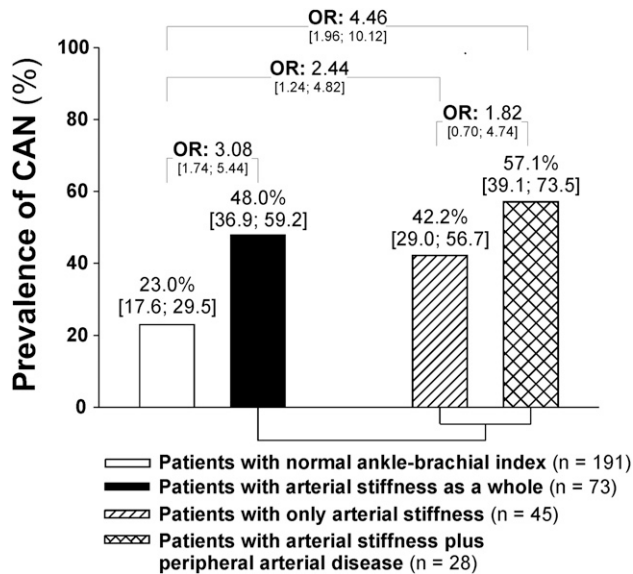 OR: 4.46
[1.96; 10.12]
OR: 2.44
[1.24; 4.82]
OR: 1.82
[0.70; 4.74]
OR: 3.08
[1.74; 5.44]
57.1%
[39.1; 73.5]
48.0%
[36.9; 59.2]
42.2%
[29.0; 56.7]
23.0%
[17.6; 29.5]
Prevalence of CAN (%)
100
80
60
40
20
0
Patients with normal ankle-brachial index (n = 191)
Patients with arterial stiffness as a whole (n = 73)
Patients with only arterial stiffness (n = 45)
Patients with arterial stiffness plus
peripheral arterial disease (n = 28)